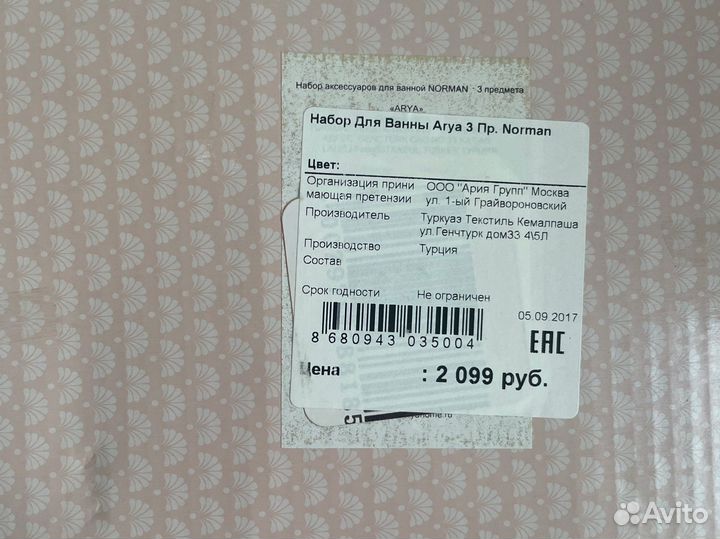 Набор аксессуаров для ванной NORMAN - 3 предмета
«ARYA»
Набор Для Ванны Arya 3 Пр. Norman
Цвет:
Организация прини ООО "Ария Групп" Москва
мающая претензии ул. 1-ый Грайвороновский
Производитель Туркуаз Текстиль Кемалпаша
ул.Генчтурк дом33 4\5Л
Производство Турция
Состав
Срок годности Не ограничен
05.09.2017
8 680943 035004
EAC
Цена : 2 099 руб.
Avito